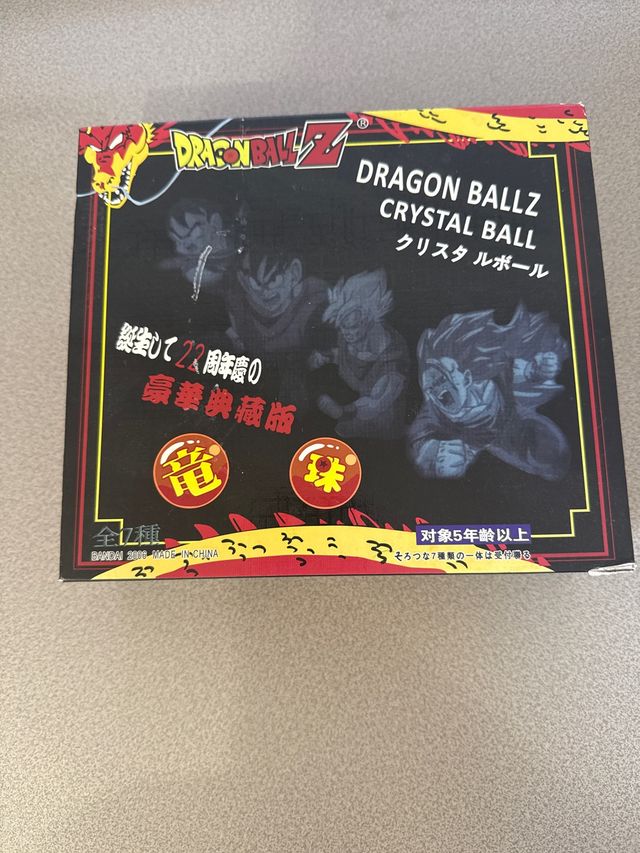 DRAGONBALLZ®
DRAGON BALLZ
CRYSTAL BALL
クリスタ ルボール
誕生して22周年慶の
豪華典藏版
竜 珠
全7種
BANDAI 2006 MADE IN CHINA
対象5年齢以上
そろつな7種類の一体は受付る